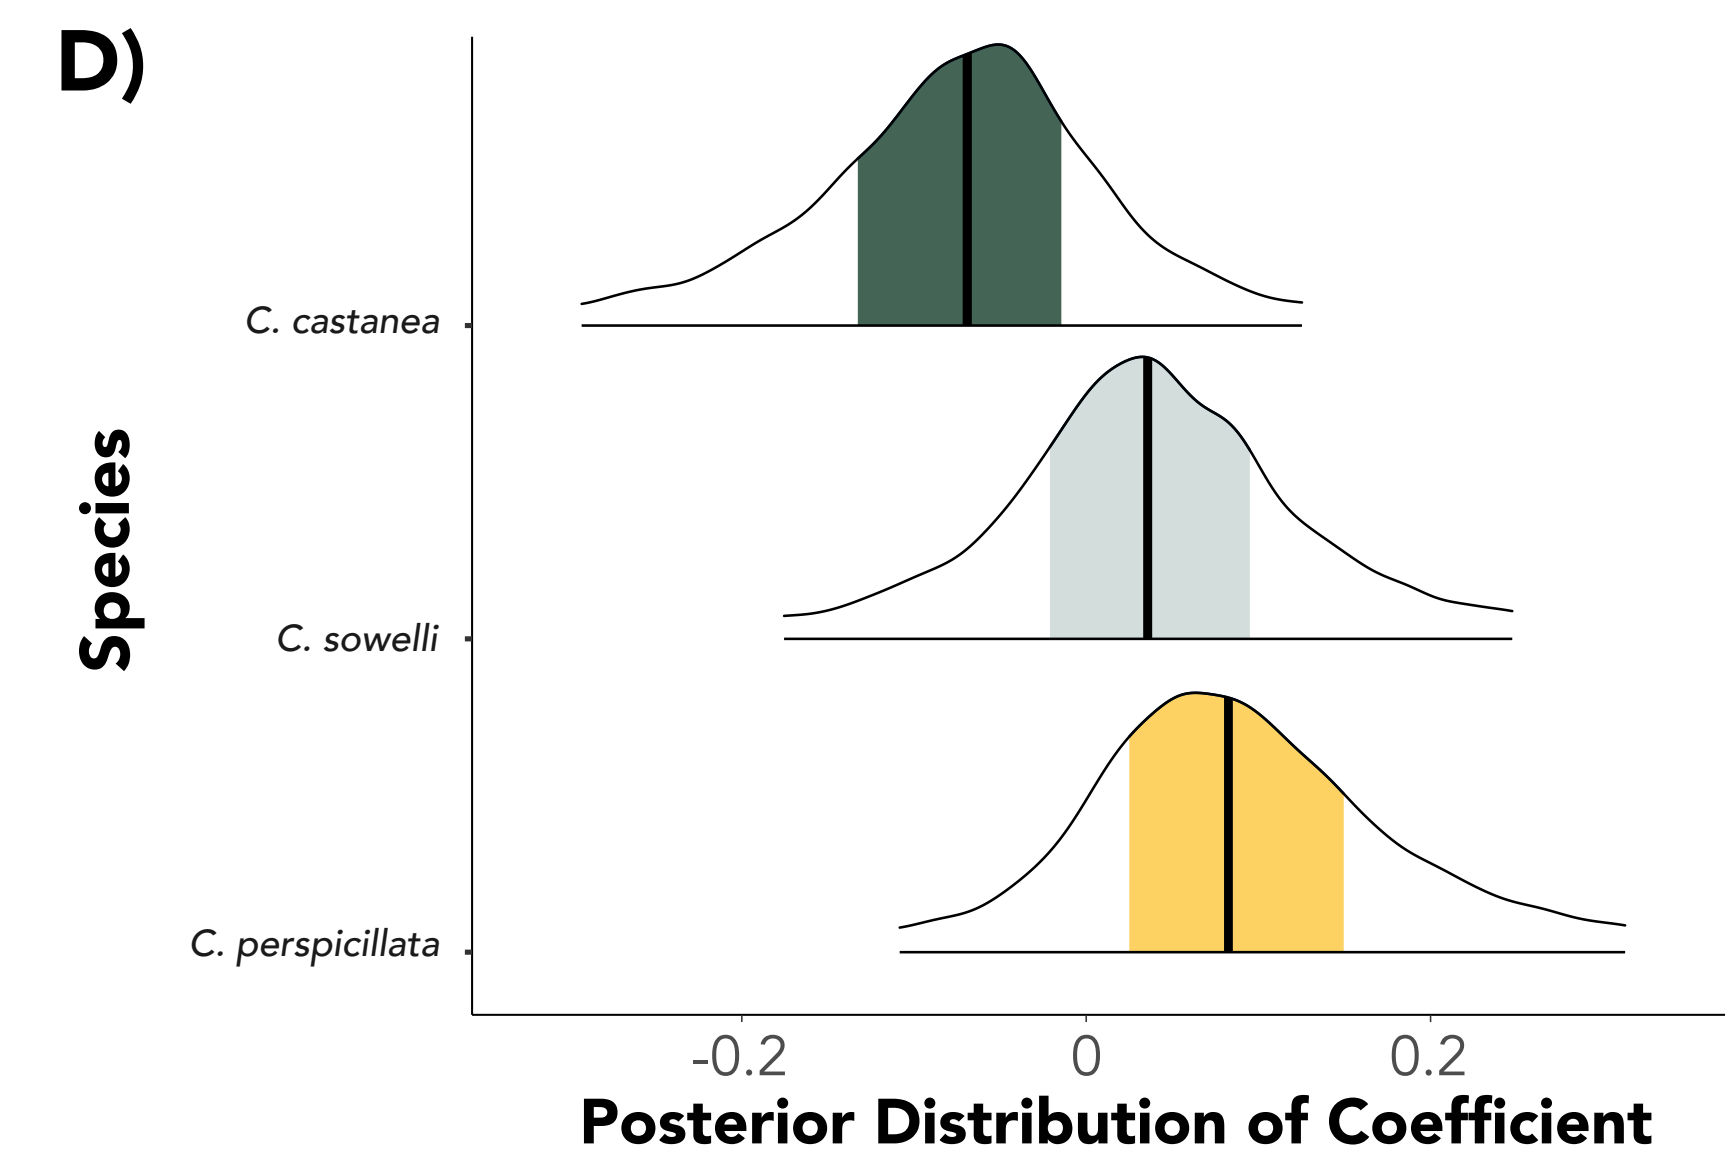 D)
C. castanea
C. sowelli
C. perspicillata
Species
-0.2 0 0.2
Posterior Distribution of Coefficient